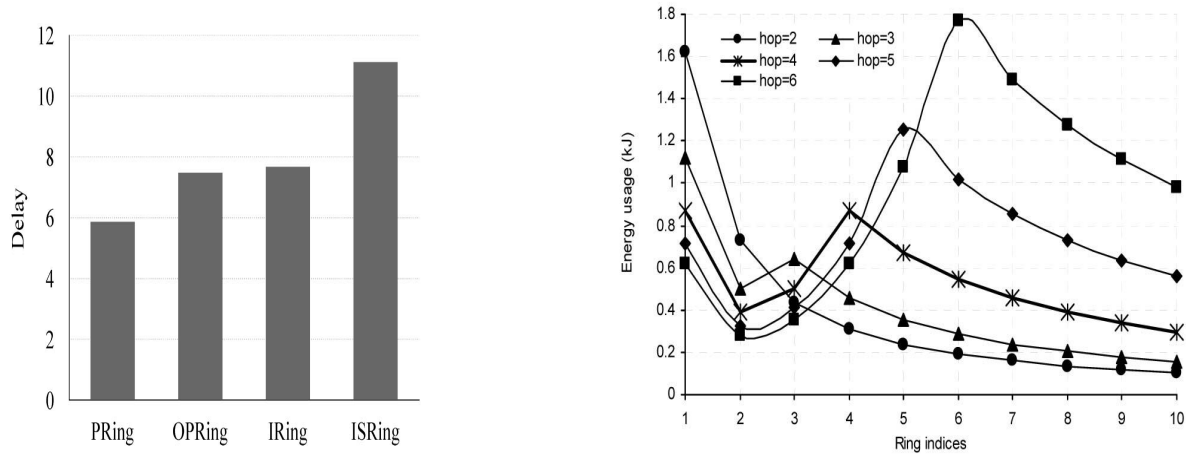 12
10
8
6
4
2
0
Delay
PRing OPRing IRing ISRing
1.8
1.6
1.4
1.2
1
0.8
0.6
0.4
0.2
0
Energy usage (kJ)
hop=2 hop=3
hop=4 hop=5
hop=6
1 2 3 4 5 6 7 8 9 10
Ring indices